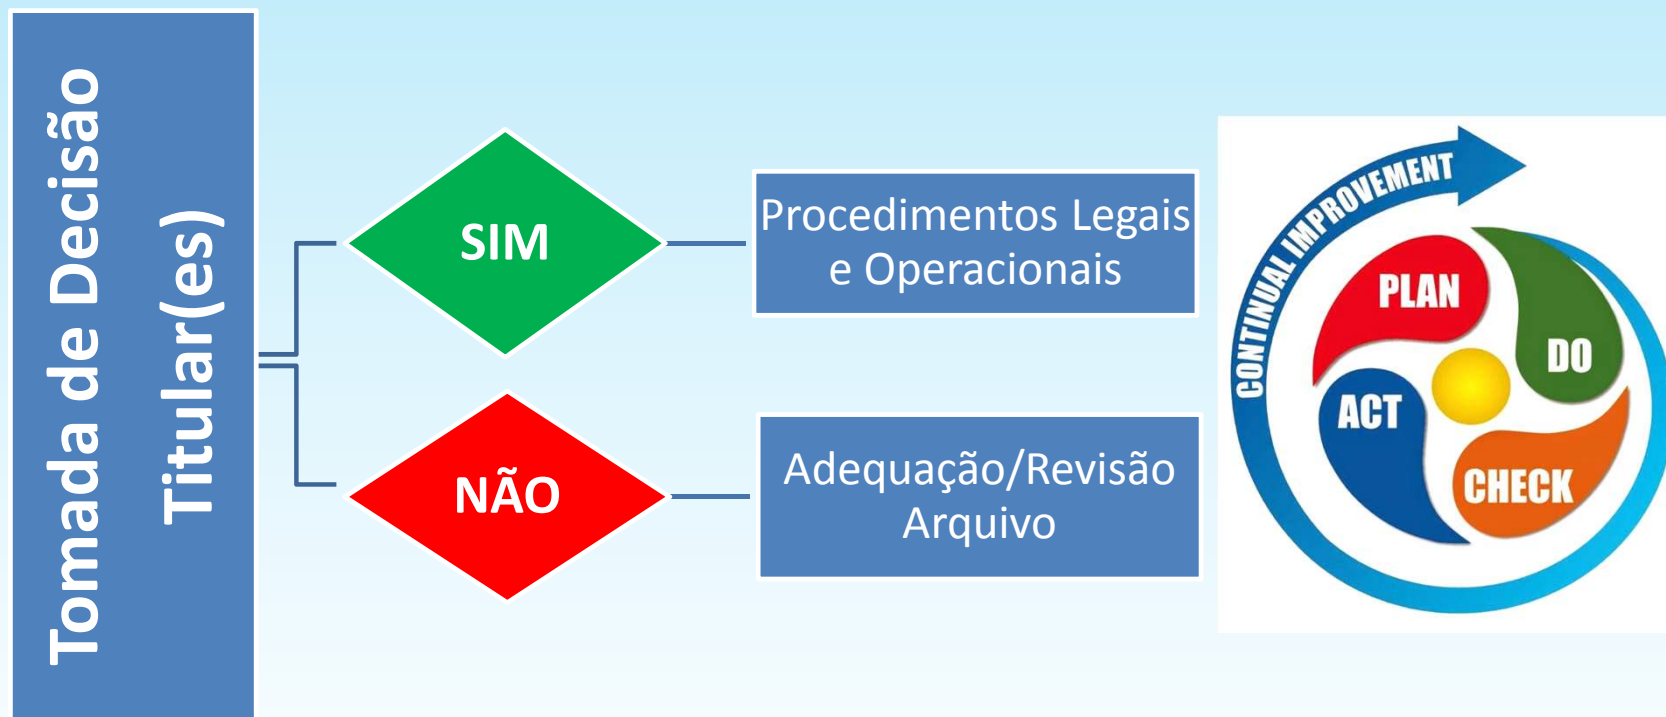 Tomada de Decisão
Titular(es)
SIM
Procedimentos Legais
e Operacionais
NÃO
Adequação/Revisão
Arquivo
CONTINUAL IMPROVEMENT
PLAN
DO
ACT
CHECK